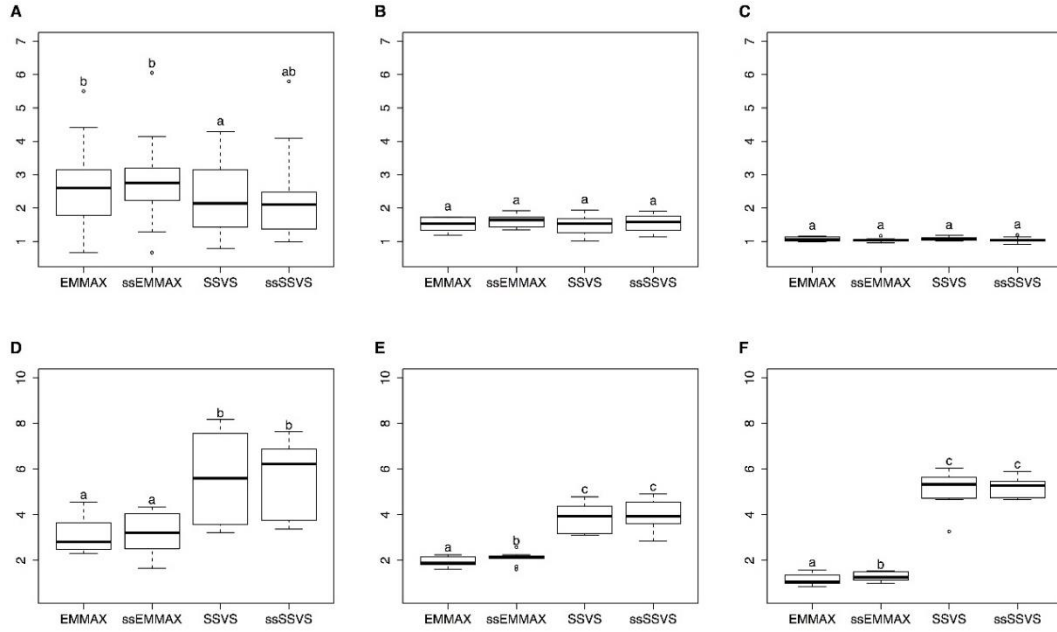 A B C
7 7 7
b b ab
6 6 6
5 5 5
a
4 4 4
3 3 3
a a a a
2 2 2
a a a a
1 1 1
EMMAX ssEMMAX SSVS ssSSVS EMMAX ssEMMAX SSVS ssSSVS EMMAX ssEMMAX SSVS ssSSVS
D E F
10 10 10
b b
8 8 8
c c
6 6 6
a a c c
4 4 4
a b
2 2 2
a b
EMMAX ssEMMAX SSVS ssSSVS EMMAX ssEMMAX SSVS ssSSVS EMMAX ssEMMAX SSVS ssSSVS